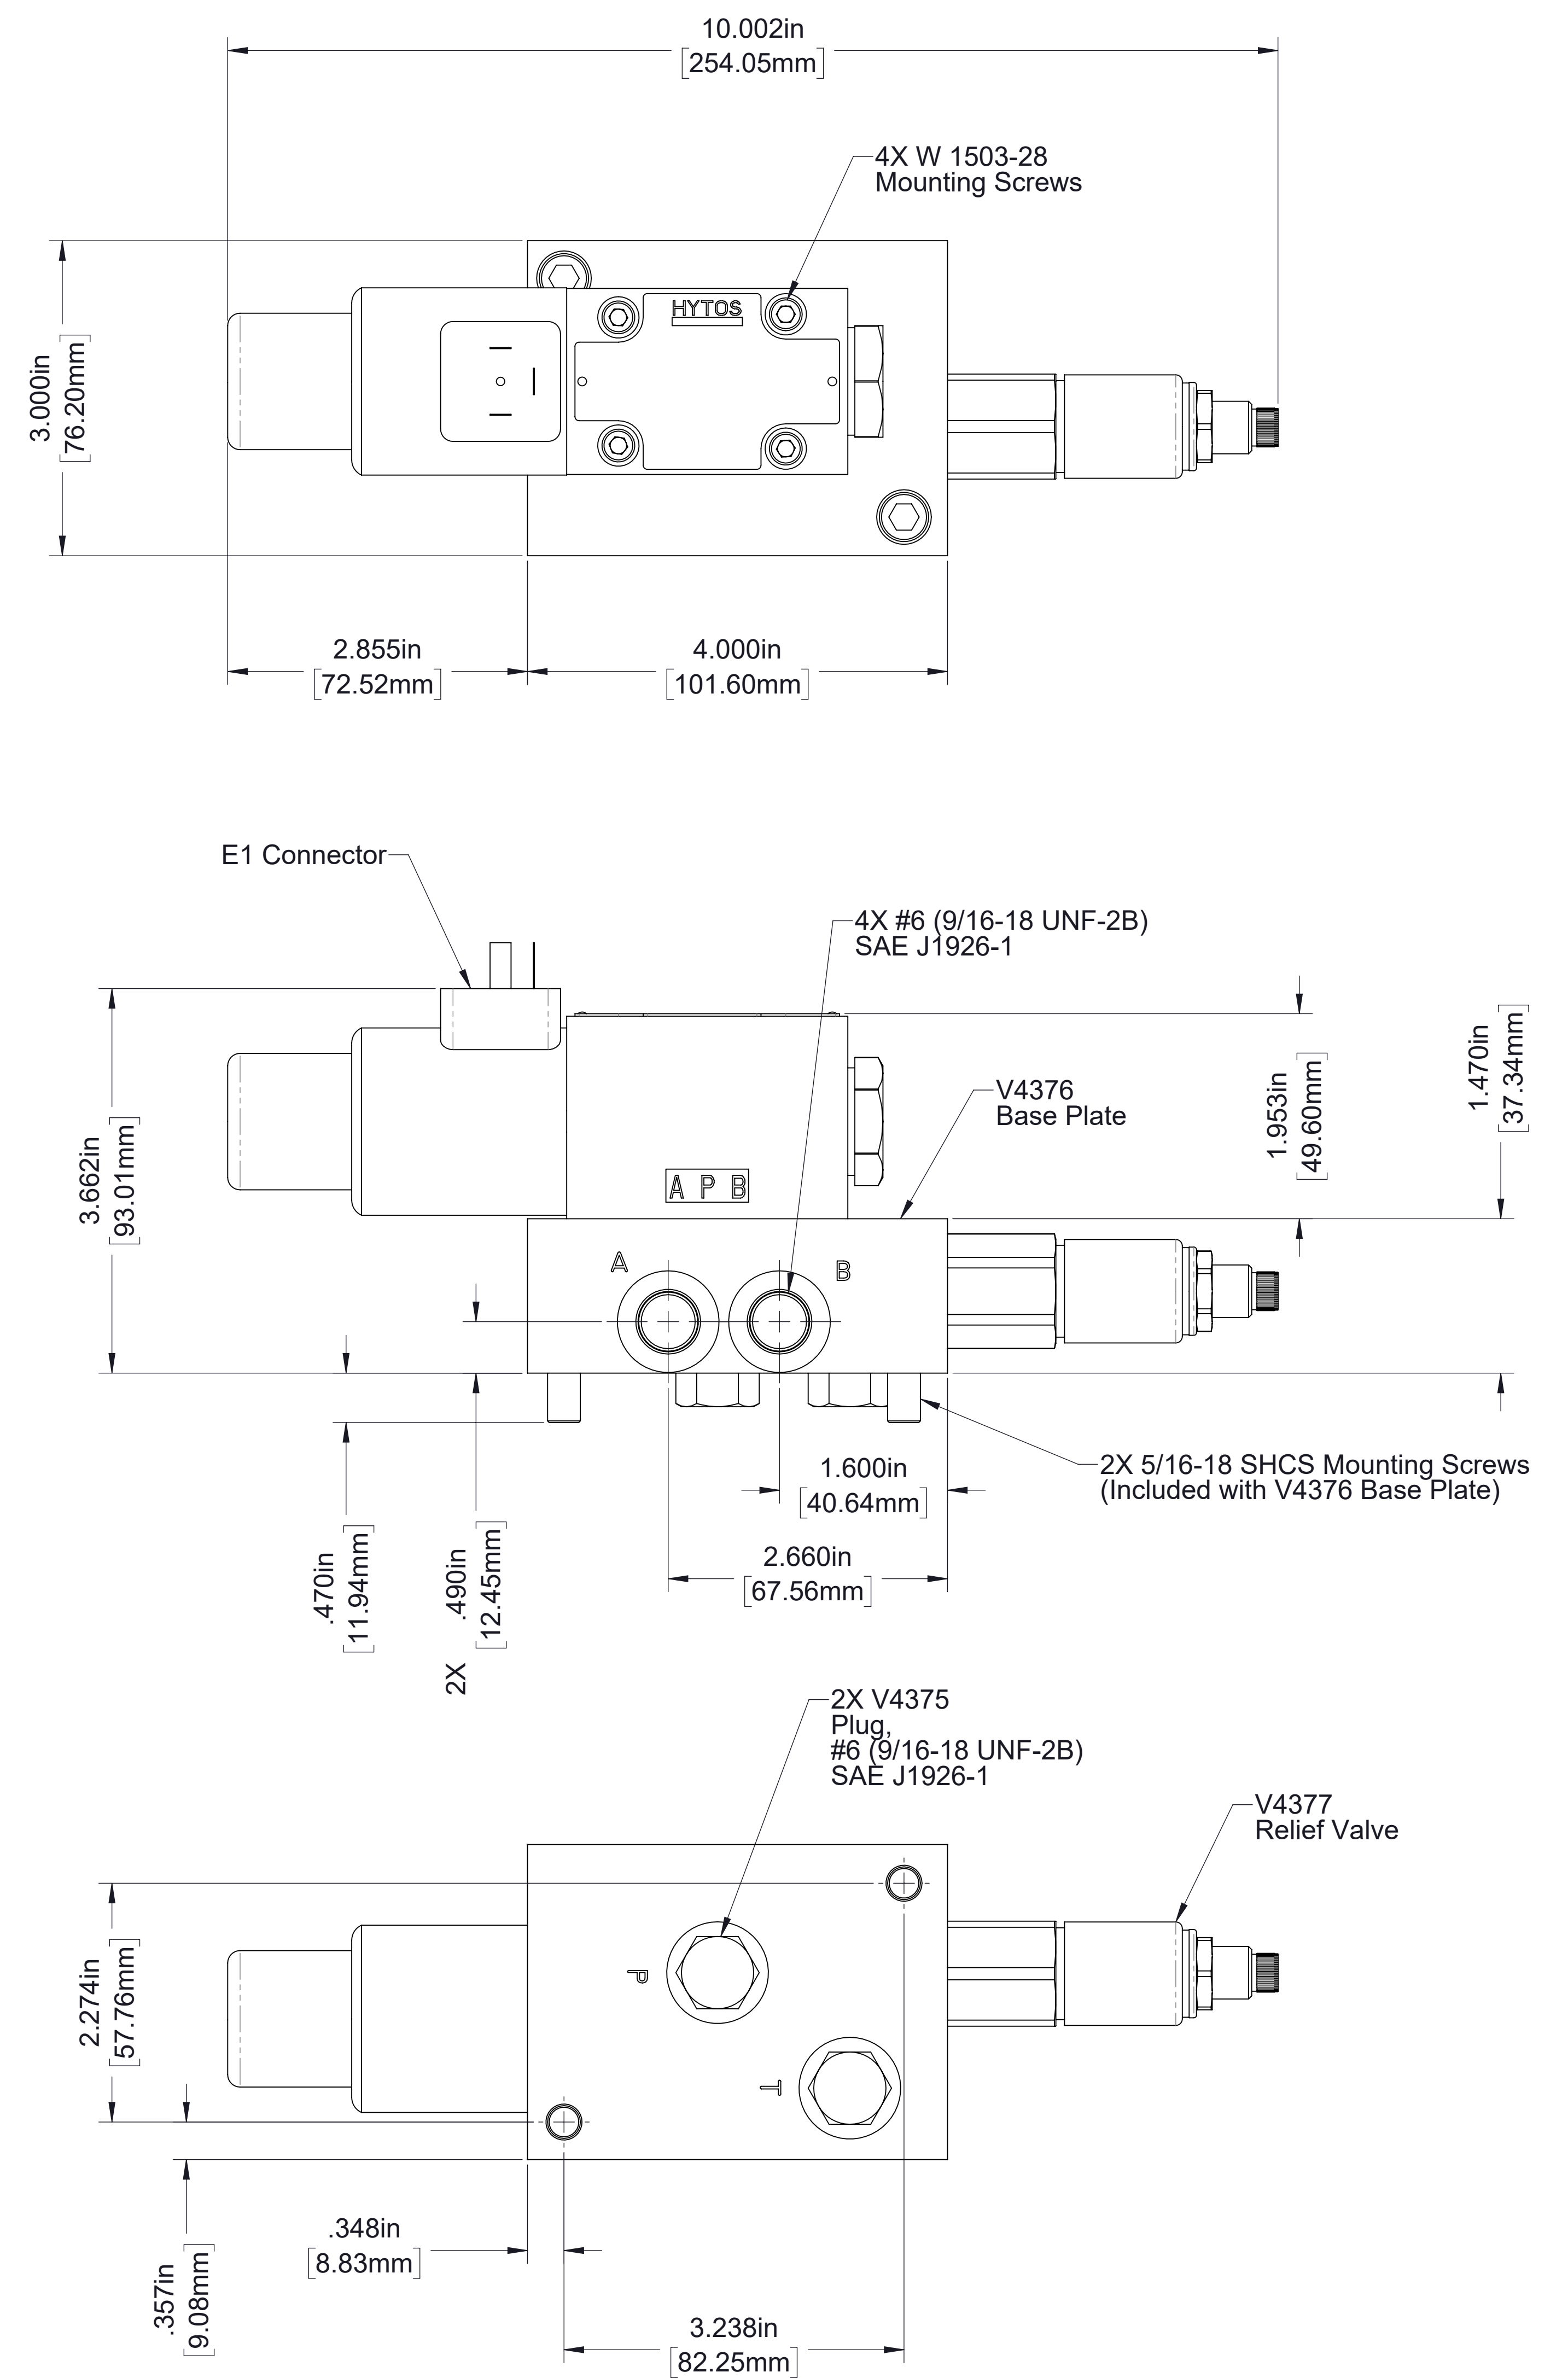 10.002in
[254.05mm]
4X W 1503-28
Mounting Screws
HYTOS
3.000in
[76.20mm]
2.855in
[72.52mm]
4.000in
[101.60mm]
E1 Connector
4X #6 (9/16-18 UNF-2B)
SAE J1926-1
V4376
Base Plate
1.953in
[49.60mm]
1.470in
[37.34mm]
3.662in
[93.01mm]
A P B
A
B
2X 5/16-18 SHCS Mounting Screws
(Included with V4376 Base Plate)
1.600in
[40.64mm]
2.660in
[67.56mm]
.470in
[11.94mm]
2X .490in
[12.45mm]
2X V4375
Plug,
#6 (9/16-18 UNF-2B)
SAE J1926-1
V4377
Relief Valve
P
T
2.274in
[57.76mm]
.357in
[9.08mm]
.348in
[8.83mm]
3.238in
[82.25mm]